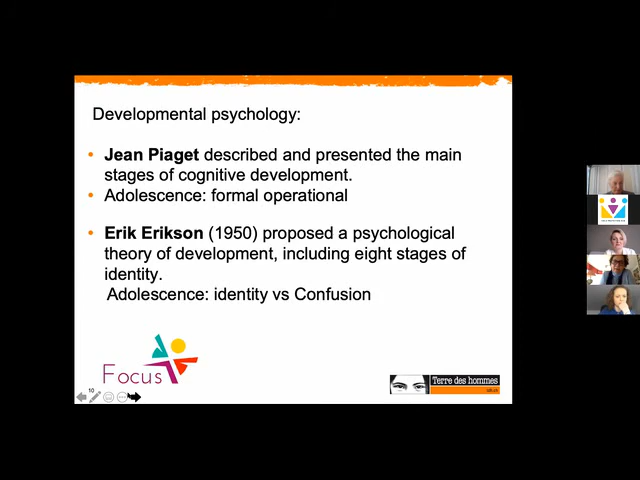 Developmental psychology:
• Jean Piaget described and presented the main
stages of cognitive development.
• Adolescence: formal operational
• Erik Erikson (1950) proposed a psychological
theory of development, including eight stages of
identity.
Adolescence: identity vs Confusion
Focus
Terre des hommes
10